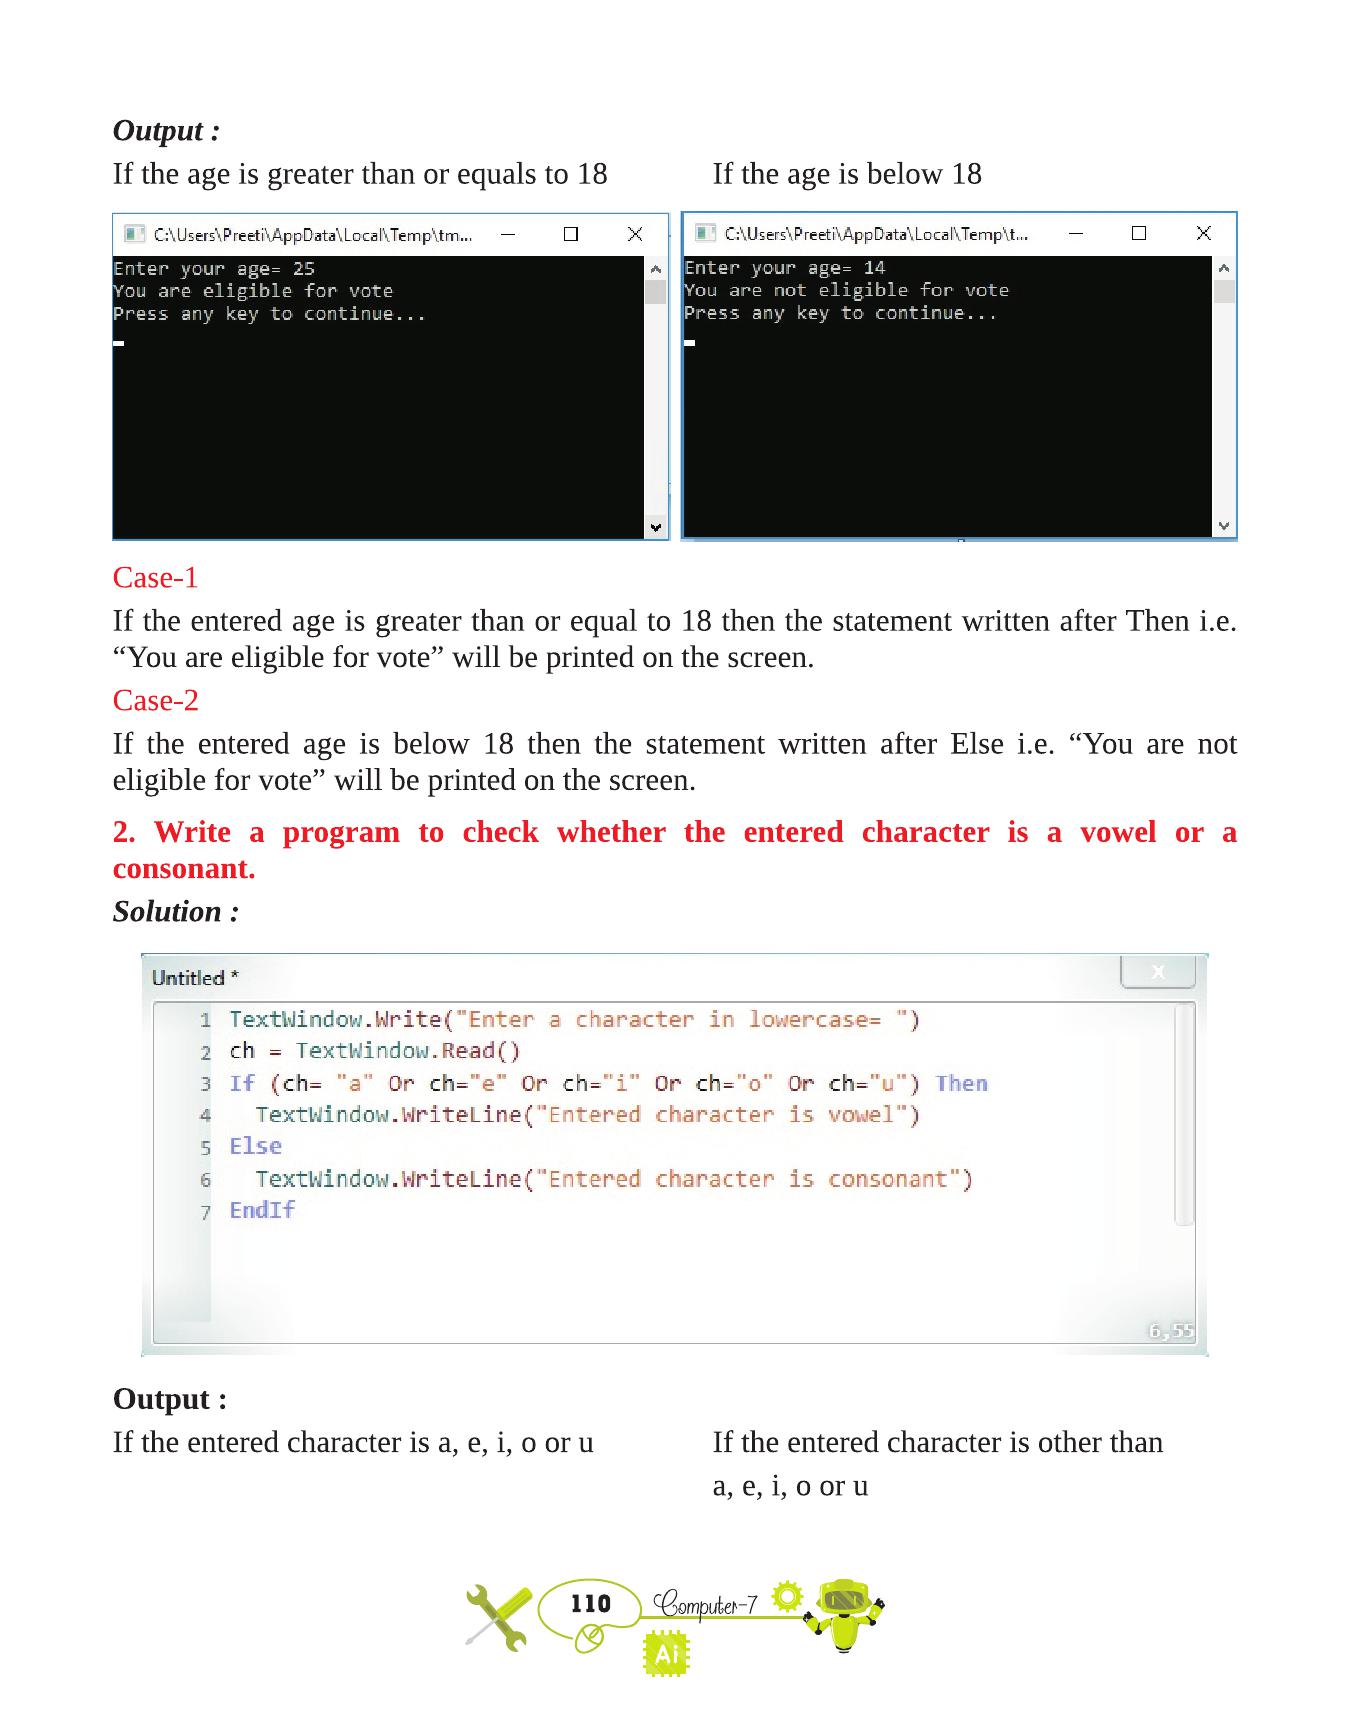 Output :
If the age is greater than or equals to 18
If the age is below 18
C:\Users\Preeti\AppData\Local\Temp\tm...
Enter your age= 25
You are eligible for vote
Press any key to continue...
C:\Users\Preeti\AppData\Local\Temp\t...
Enter your age= 14
You are not eligible for vote
Press any key to continue...
Case-1
If the entered age is greater than or equal to 18 then the statement written after Then i.e.
“You are eligible for vote” will be printed on the screen.
Case-2
If the entered age is below 18 then the statement written after Else i.e. “You are not
eligible for vote” will be printed on the screen.
2. Write a program to check whether the entered character is a vowel or a
consonant.
Solution :
Untitled *
X
1 TextWindow.Write("Enter a character in lowercase= ")
2 ch = TextWindow.Read()
3 If (ch= "a" Or ch="e" Or ch="i" Or ch="o" Or ch="u") Then
4 TextWindow.WriteLine("Entered character is vowel")
5 Else
6 TextWindow.WriteLine("Entered character is consonant")
7 EndIf
6,55
Output :
If the entered character is a, e, i, o or u
If the entered character is other than
a, e, i, o or u
110
Computer-7
Ai